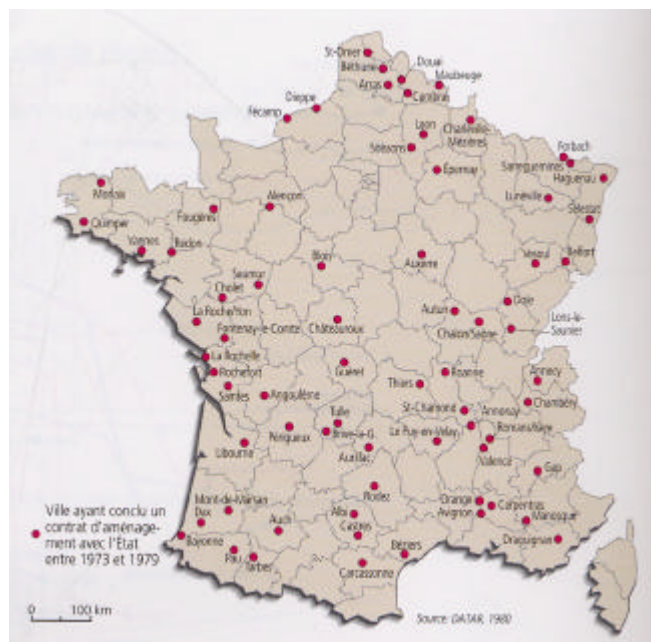 St-Omer
Douai
Béthune
Maubeuge
Arras
Cambrai
Dieppe
Fécamp
Laon
Charleville-
Mézières
Soissons
Forbach
Épernay
Sarreguemines
Haguenau
Morlaix
Alençon
Lunéville
Fougères
Sélestat
Quimper
Vannes
Redon
Blois
Auxerre
Vesoul
Belfort
Saumur
Cholet
Dole
La Roche/Yon
Autun
Lons-le-
Saunier
Fontenay-le-Comte
Châteauroux
Chalon/Saône
La Rochelle
Guéret
Rochefort
Thiers
Roanne
Annecy
Saintes
Angoulême
St-Chamond
Annonay
Chambéry
Tulle
Romans/Isère
Périgueux
Brive-la-G.
Le Puy-en-Velay
Libourne
Aurillac
Valence
Gap
Rodez
Mont-de-Marsan
Orange
Carpentras
Dax
Albi
Avignon
Manosque
Auch
Castres
Bayonne
Béziers
Draguignan
Pau
Tarbes
Carcassonne
Ville ayant conclu un
contrat d'aménage-
ment avec l'État
entre 1973 et 1979
0 100 km
Source: DATAR, 1980